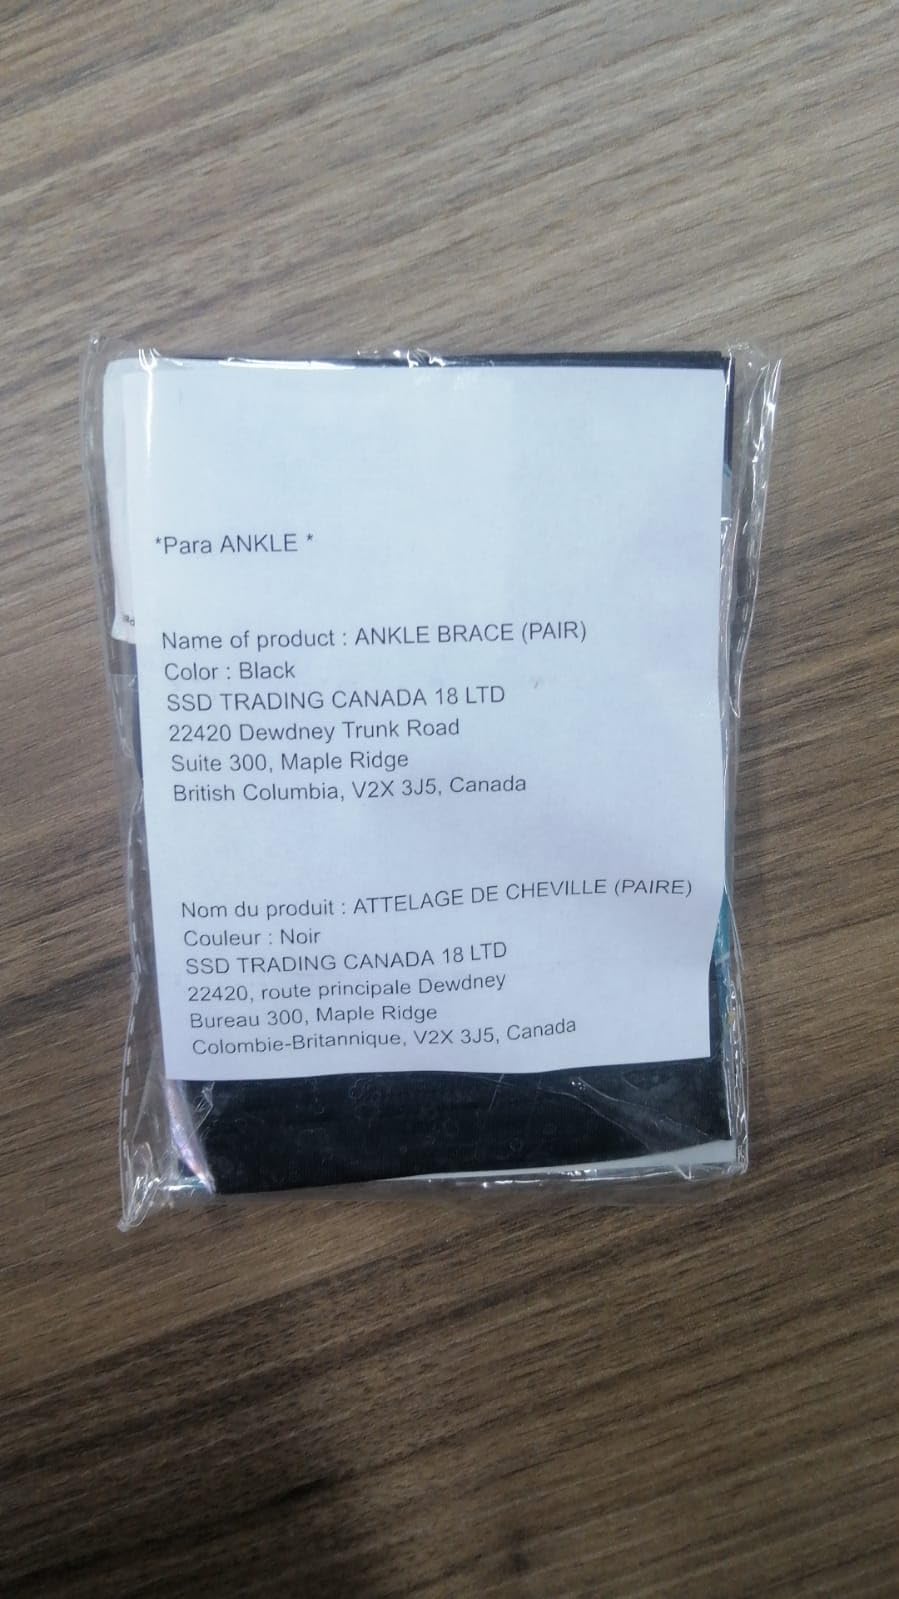 *Para ANKLE *
Name of product : ANKLE BRACE (PAIR)
Color : Black
SSD TRADING CANADA 18 LTD
22420 Dewdney Trunk Road
Suite 300, Maple Ridge
British Columbia, V2X 3J5, Canada
Nom du produit : ATTELAGE DE CHEVILLE (PAIRE)
Couleur : Noir
SSD TRADING CANADA 18 LTD
22420, route principale Dewdney
Bureau 300, Maple Ridge
Colombie-Britannique, V2X 3J5, Canada